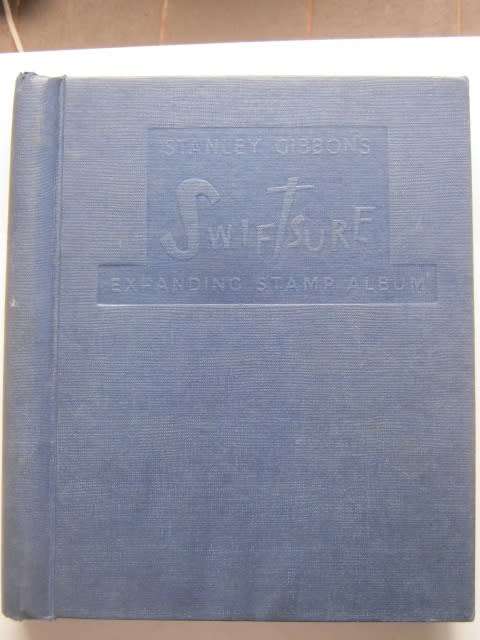 STANLEY GIBBONS
SWIFTSURE
EXPANDING STAMP ALBUM